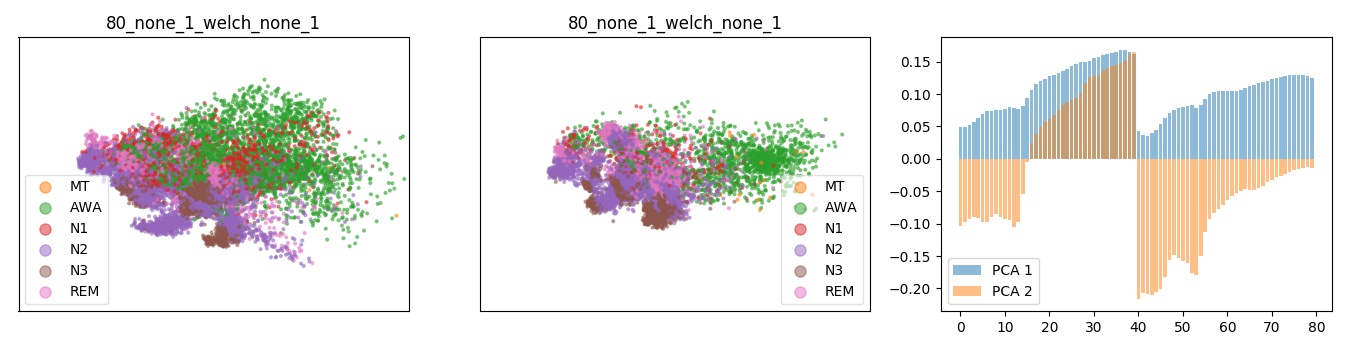 80_none_1_welch_none_1
MT
AWA
N1
N2
N3
REM
80_none_1_welch_none_1
MT
AWA
N1
N2
N3
REM
0.15
0.10
0.05
0.00
−0.05
−0.10
−0.15
−0.20
PCA 1
PCA 2
0 10 20 30 40 50 60 70 80